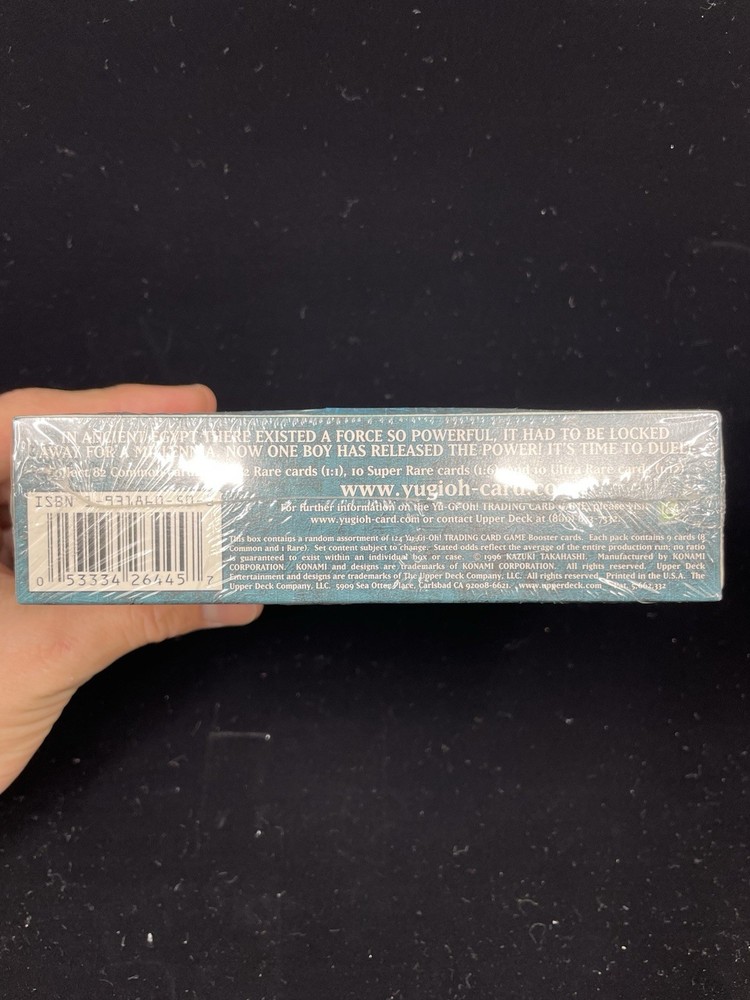 IN ANCIENT EGYPT THERE EXISTED A FORCE SO POWERFUL, IT HAD TO BE LOCKED
AWAY FOR A MILLENNIA. NOW ONE BOY HAS RELEASED THE POWER! IT'S TIME TO DUEL!
Collect 82 Common cards, Rare cards (1:1), 10 Super Rare cards (1:6) and 10 Ultra Rare cards (1:12)
www.yugioh-card.com
ISBN
For further information on the Yu-Gi-Oh! TRADING CARD GAME, please visit
www.yugioh-card.com or contact Upper Deck at
This box contains a random assortment of 124 Yu-Gi-Oh! TRADING CARD GAME Booster cards. Each pack contains 9 cards (8
Common and 1 Rare). Set content subject to change. Stated odds reflect the average of the entire production run; no ratio
is guaranteed to exist within an individual box or case. © 1996 KAZUKI TAKAHASHI. Manufactured by KONAMI
CORPORATION. KONAMI and designs are trademarks of KONAMI CORPORATION. All rights reserved. Upper Deck
Entertainment and designs are trademarks of The Upper Deck Company, LLC. All rights reserved. Printed in the U.S.A. The
Upper Deck Company, LLC. 5909 Sea Otter Place, Carlsbad CA 92008-6621. www.upperdeck.com Pat. 5,662,332
0 53334 26445 7